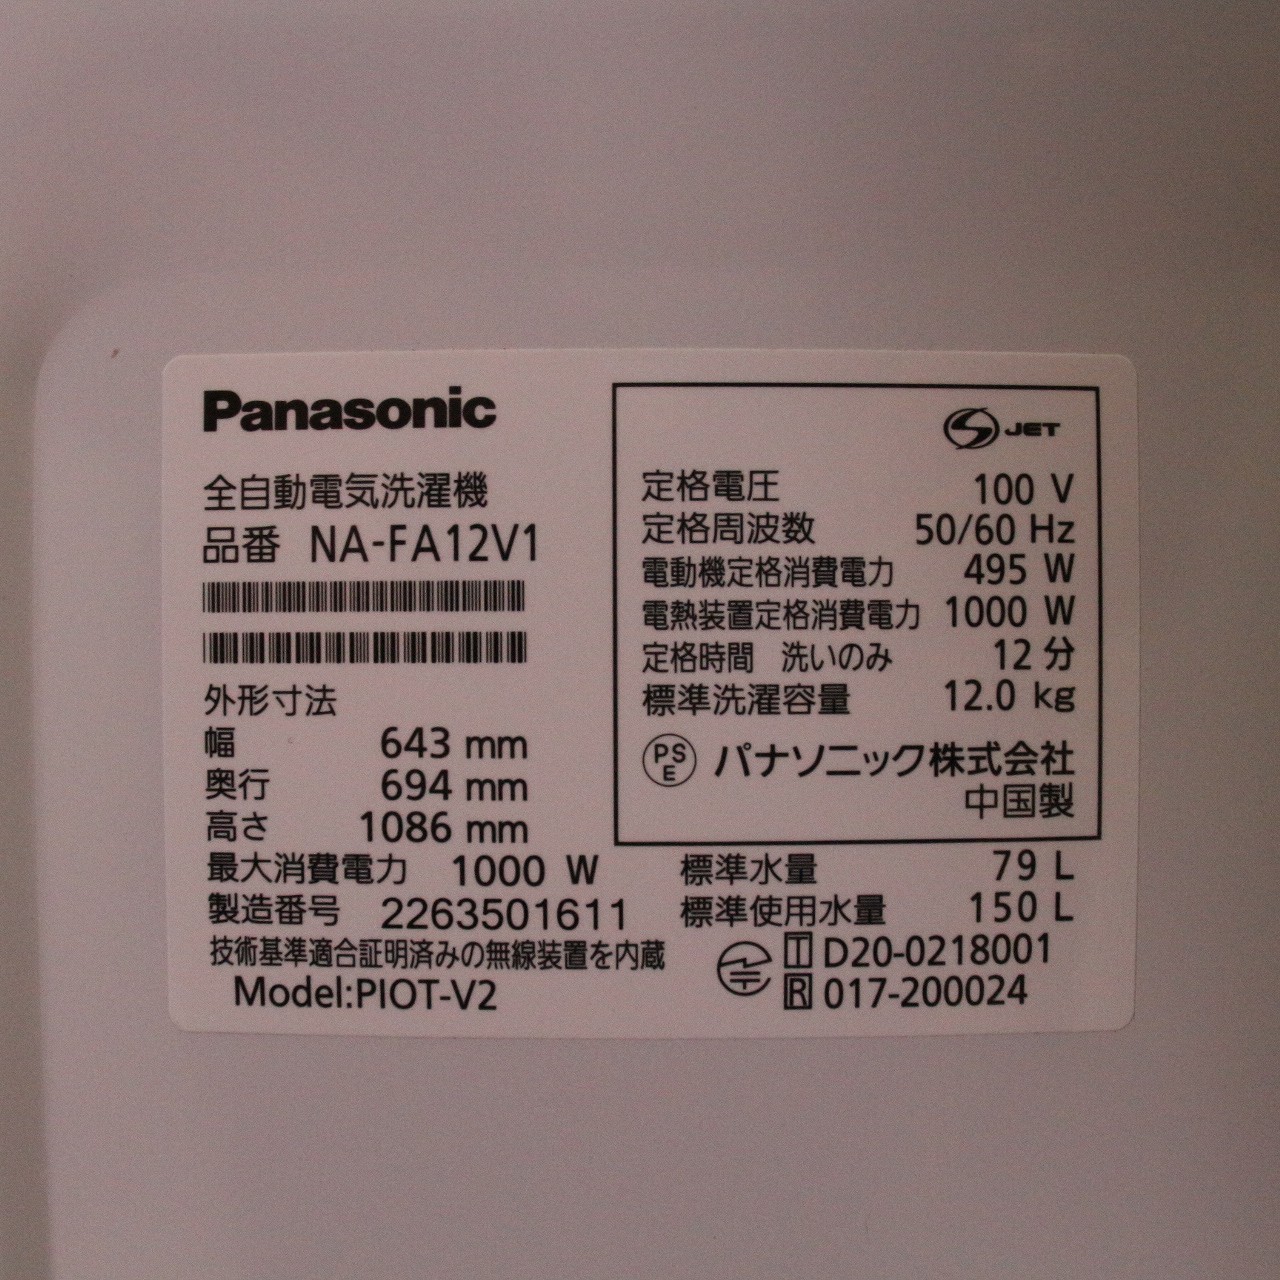 Panasonic
全自動電気洗濯機
品番 NA-FA12V1
外形寸法
幅 643 mm
奥行 694 mm
高さ 1086 mm
最大消費電力 1000 W
製造番号 2263501611
技術基準適合証明済みの無線装置を内蔵
Model:PIOT-V2
S JET
定格電圧 100 V
定格周波数 50/60 Hz
電動機定格消費電力 495 W
電熱装置定格消費電力 1000 W
定格時間 洗いのみ 12 分
標準洗濯容量 12.0 kg
PSE パナソニック株式会社
中国製
標準水量 79 L
標準使用水量 150 L
T D20-0218001
R 017-200024